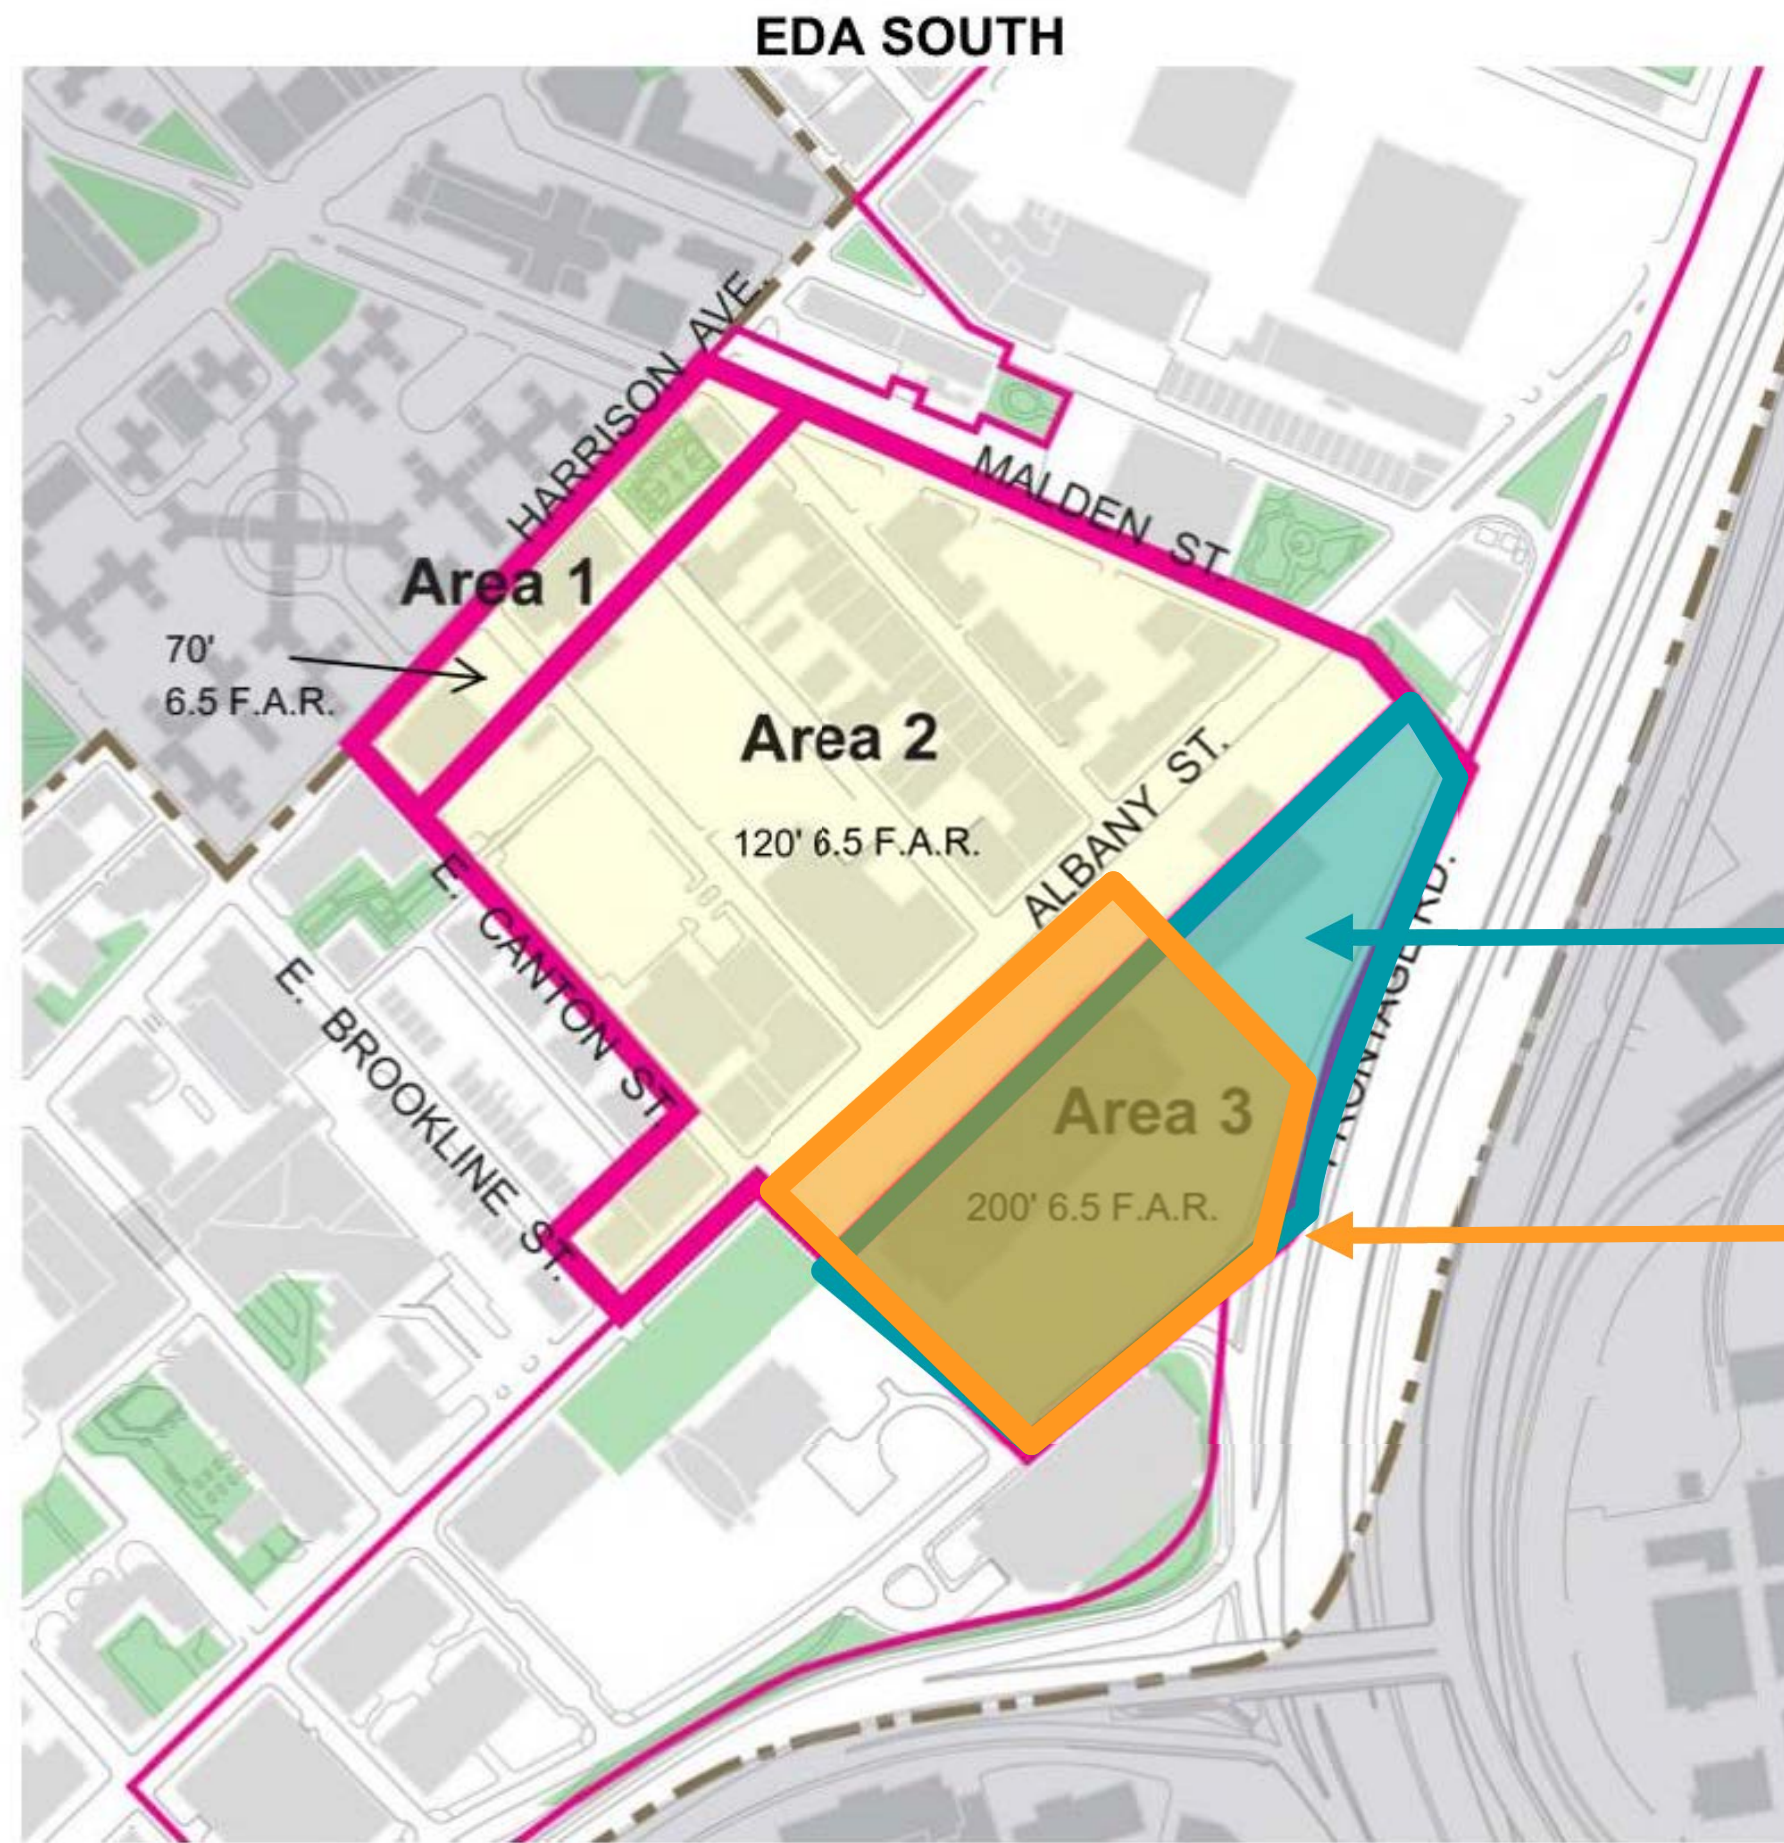 EDA SOUTH
HARRISON AVE.
MALDEN ST.
Area 1
70'
6.5 F.A.R.
Area 2
120' 6.5 F.A.R.
ALBANY ST.
E. CANTON ST.
E. BROOKLINE ST.
FRONTAGE RD.
Area 3
200' 6.5 F.A.R.